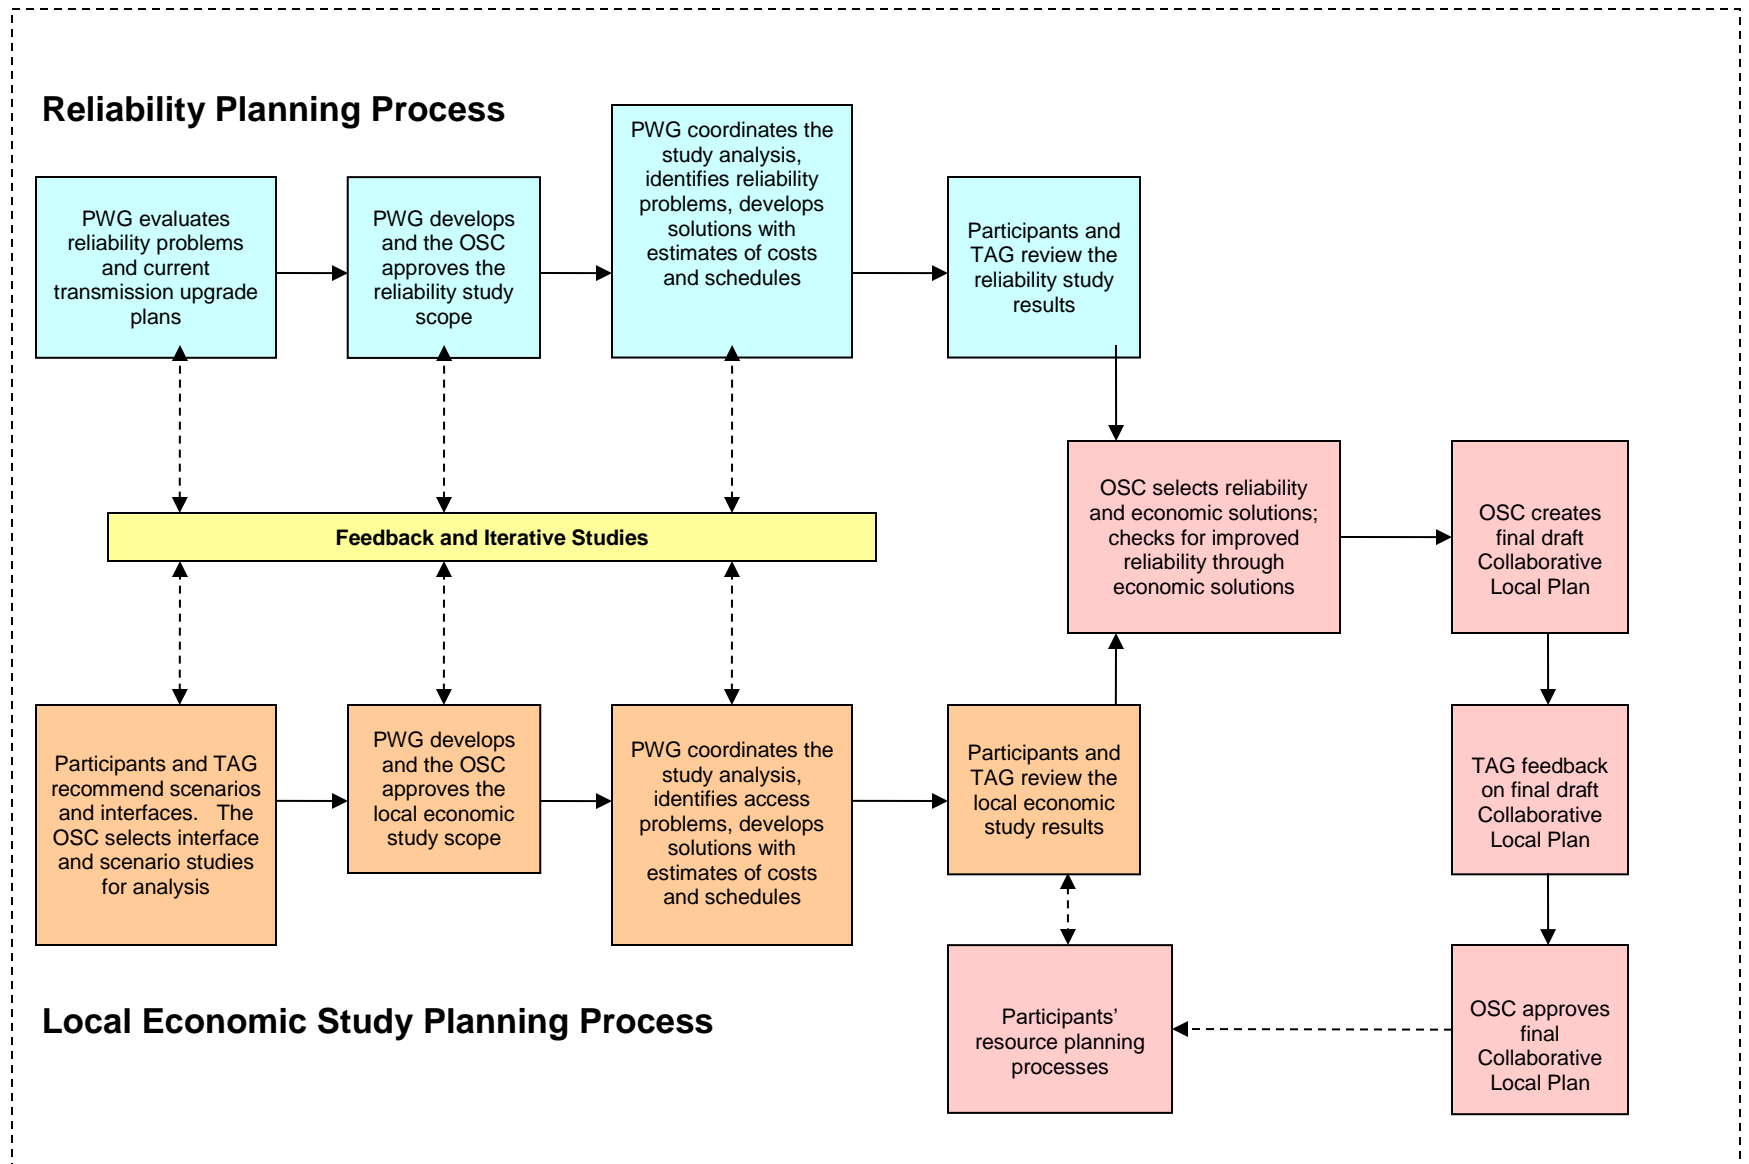 Reliability Planning Process
PWG evaluates
reliability problems
and current
transmission upgrade
plans
PWG develops
and the OSC
approves the
reliability study
scope
PWG coordinates the
study analysis,
identifies reliability
problems, develops
solutions with
estimates of costs
and schedules
Participants and
TAG review the
reliability study
results
Feedback and Iterative Studies
OSC selects reliability
and economic solutions;
checks for improved
reliability through
economic solutions
OSC creates
final draft
Collaborative
Local Plan
Participants and TAG
recommend scenarios
and interfaces.   The
OSC selects interface
and scenario studies
for analysis
PWG develops
and the OSC
approves the
local economic
study scope
PWG coordinates the
study analysis,
identifies access
problems, develops
solutions with
estimates of costs
and schedules
Participants and
TAG review the
local economic
study results
TAG feedback
on final draft
Collaborative
Local Plan
Local Economic Study Planning Process
Participants’
resource planning
processes
OSC approves
final
Collaborative
Local Plan